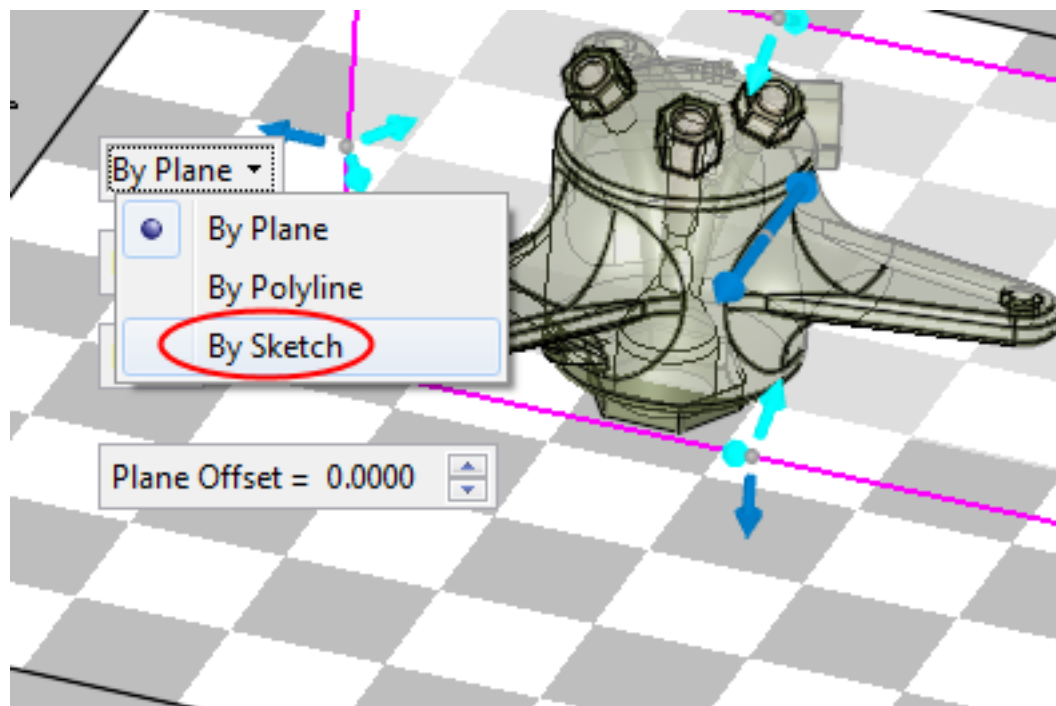 By Plane
By Plane
By Polyline
By Sketch
Plane Offset = 0.0000